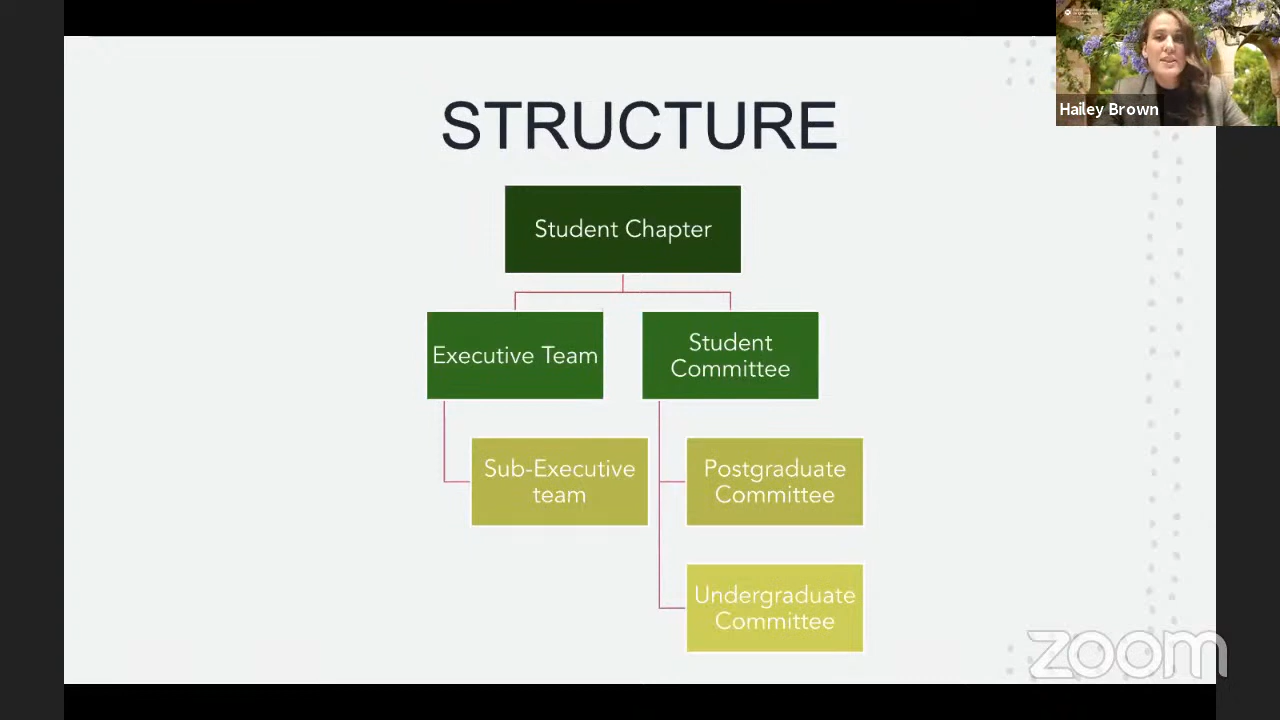 STRUCTURE
Student Chapter
Executive Team
Student
Committee
Sub-Executive
team
Postgraduate
Committee
Undergraduate
Committee
Hailey Brown
zoom